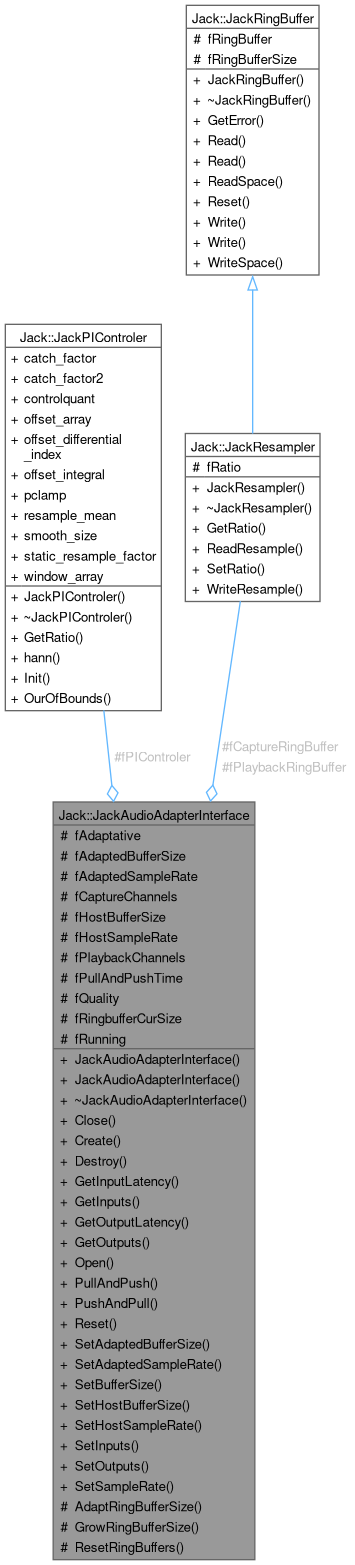 Jack::JackRingBuffer
# fRingBuffer
# fRingBufferSize
+ JackRingBuffer()
+ ~JackRingBuffer()
+ GetError()
+ Read()
+ Read()
+ ReadSpace()
+ Reset()
+ Write()
+ Write()
+ WriteSpace()
Jack::JackPIControler
+ catch_factor
+ catch_factor2
+ controlquant
+ offset_array
+ offset_differential
_index
+ offset_integral
+ pclamp
+ resample_mean
+ smooth_size
+ static_resample_factor
+ window_array
+ JackPIControler()
+ ~JackPIControler()
+ GetRatio()
+ hann()
+ Init()
+ OurOfBounds()
Jack::JackResampler
# fRatio
+ JackResampler()
+ ~JackResampler()
+ GetRatio()
+ ReadResample()
+ SetRatio()
+ WriteResample()
#fPIControler
#fCaptureRingBuffer
#fPlaybackRingBuffer
Jack::JackAudioAdapterInterface
# fAdaptative
# fAdaptedBufferSize
# fAdaptedSampleRate
# fCaptureChannels
# fHostBufferSize
# fHostSampleRate
# fPlaybackChannels
# fPullAndPushTime
# fQuality
# fRingbufferCurSize
# fRunning
+ JackAudioAdapterInterface()
+ JackAudioAdapterInterface()
+ ~JackAudioAdapterInterface()
+ Close()
+ Create()
+ Destroy()
+ GetInputLatency()
+ GetInputs()
+ GetOutputLatency()
+ GetOutputs()
+ Open()
+ PullAndPush()
+ PushAndPull()
+ Reset()
+ SetAdaptedBufferSize()
+ SetAdaptedSampleRate()
+ SetBufferSize()
+ SetHostBufferSize()
+ SetHostSampleRate()
+ SetInputs()
+ SetOutputs()
+ SetSampleRate()
# AdaptRingBufferSize()
# GrowRingBufferSize()
# ResetRingBuffers()